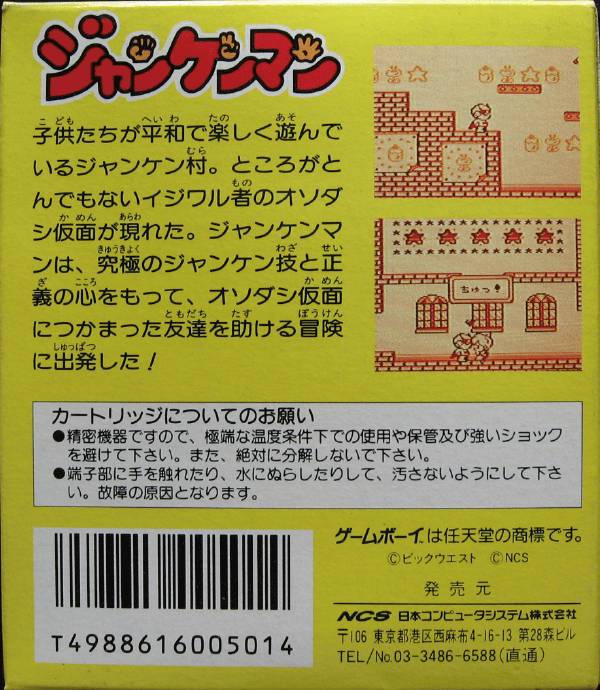 ジャンケンマン
子供たちが平和で楽しく遊んで
いるジャンケン村。ところがと
んでもないイジワル者のオソダ
シ仮面が現れた。ジャンケンマ
ンは、究極のジャンケン技と正
義の心をもって、オソダシ仮面
につかまった友達を助ける冒険
に出発した！
ちゅっ！
カートリッジについてのお願い
●精密機器ですので、極端な温度条件下での使用や保管及び強いショック
を避けて下さい。また、絶対に分解しないで下さい。
●端子部に手を触れたり、水にぬらしたりして、汚さないようにして下さ
い。故障の原因となります。
T4988616005014
ゲームボーイ™は任天堂の商標です。
©ビックウエスト ©NCS
発売元
NCS 日本コンピュータシステム株式会社
〒106 東京都港区西麻布4-16-13 第28森ビル
TEL/No.03-3486-6588(直通)